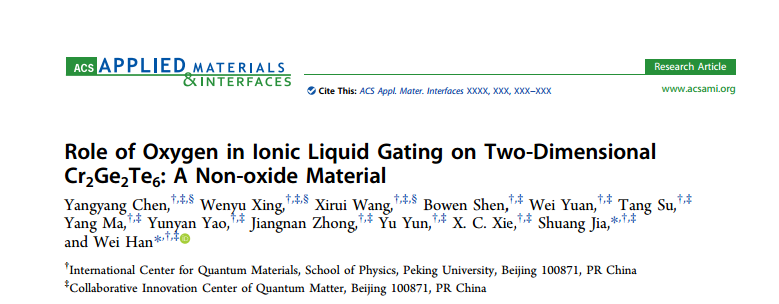 ACS APPLIED MATERIALS
&INTERFACES
Research Article
Cite This: ACS Appl. Mater. Interfaces XXXX, XXX, XXX−XXX
www.acsami.org
Role of Oxygen in Ionic Liquid Gating on Two-Dimensional
Cr₂Ge₂Te₆: A Non-oxide Material
Yangyang Chen,†,‡,§ Wenyu Xing,†,‡,§ Xirui Wang,†,‡,§ Bowen Shen,†,‡ Wei Yuan,†,‡ Tang Su,†,‡
Yang Ma,†,‡ Yunyan Yao,†,‡ Jiangnan Zhong,†,‡ Yu Yun,†,‡ X. C. Xie,†,‡ Shuang Jia,*,†,‡
and Wei Han*,†,‡ iD
†International Center for Quantum Materials, School of Physics, Peking University, Beijing 100871, PR China
‡Collaborative Innovation Center of Quantum Matter, Beijing 100871, PR China